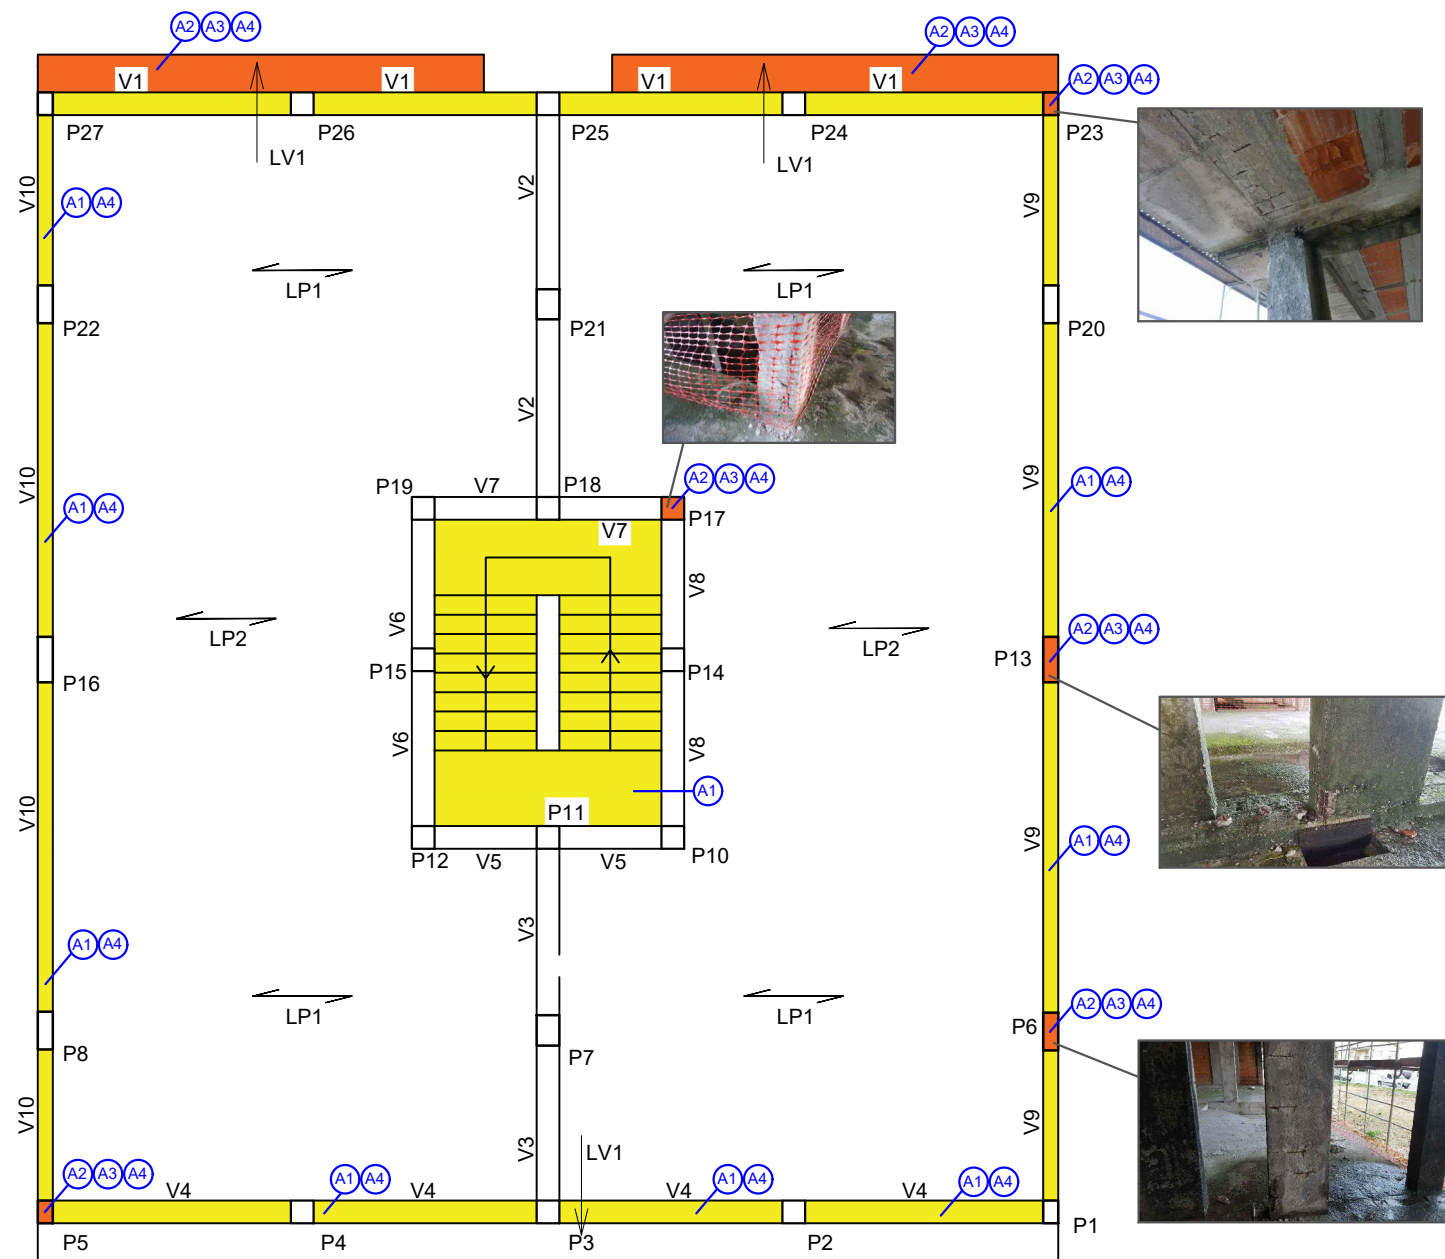 A2 A3 A4
A2 A3 A4
V1 V1 V1 V1
A2 A3 A4
P27 P26 P25 P24 P23
LV1 LV1
V10 V2 V9
A1 A4
LP1 LP1
P22 P21 P20
V2
P19 V7 P18
A2 A3 A4
V10 V9
A1 A4
A1 A4
P17
V7
V8
V6
LP2 LP2
A2 A3 A4
P13
P16 P15 P14
V6 V8
A1
V10 V9
A1 A4
P11
P12 V5 V5 P10
V3
A1 A4
LP1 LP1
A2 A3 A4
P6
P8 P7
V10 V9
V3
LV1
A2 A3 A4
A1 A4
A1 A4
A1 A4
V4 V4 V4 V4
P5 P4 P3 P2 P1